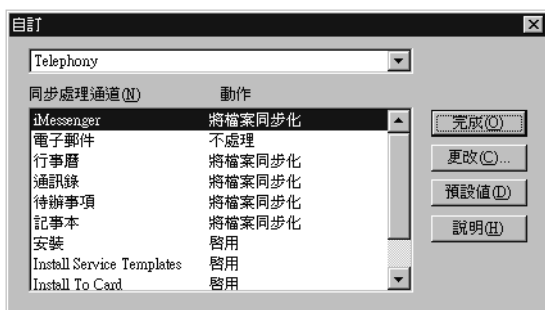 自訂
Telephony
同步處理通道(N) 動作
iMessenger 將檔案同步化
電子郵件 不處理
行事曆 將檔案同步化
通訊錄 將檔案同步化
待辦事項 將檔案同步化
記事本 將檔案同步化
安裝 啟用
Install Service Templates 啟用
Install To Card 啟用
完成(O)
更改(C)...
預設值(D)
說明(H)